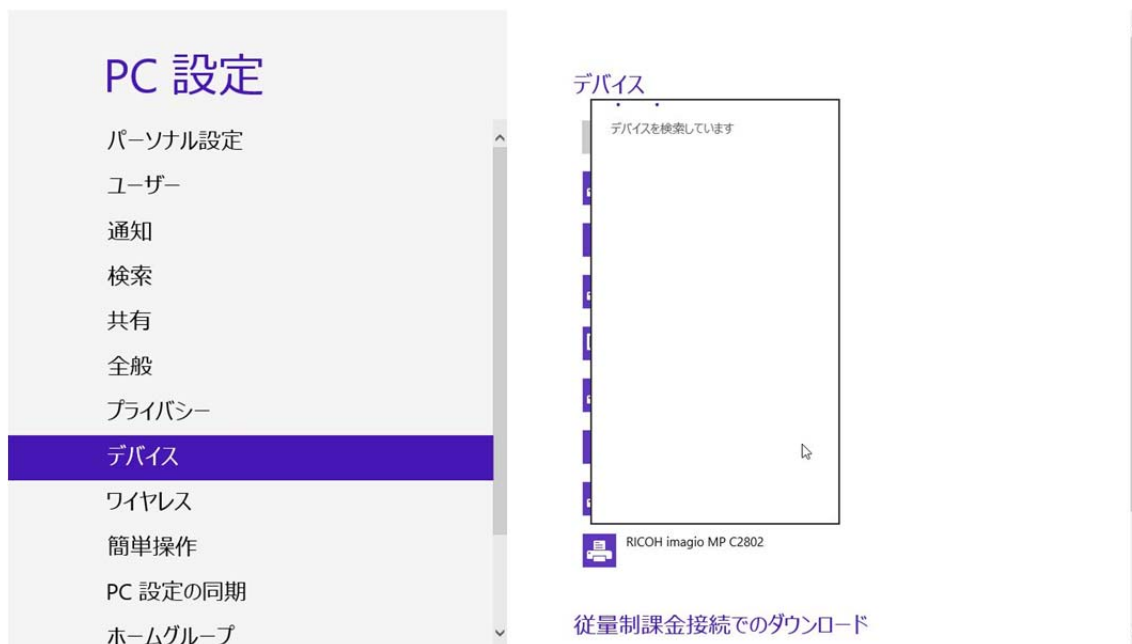 PC 設定
パーソナル設定
ユーザー
通知
検索
共有
全般
プライバシー
デバイス
ワイヤレス
簡単操作
PC 設定の同期
ホームグループ
デバイス
デバイスを検索しています
RICOH imagio MP C2802
従量制課金接続でのダウンロード